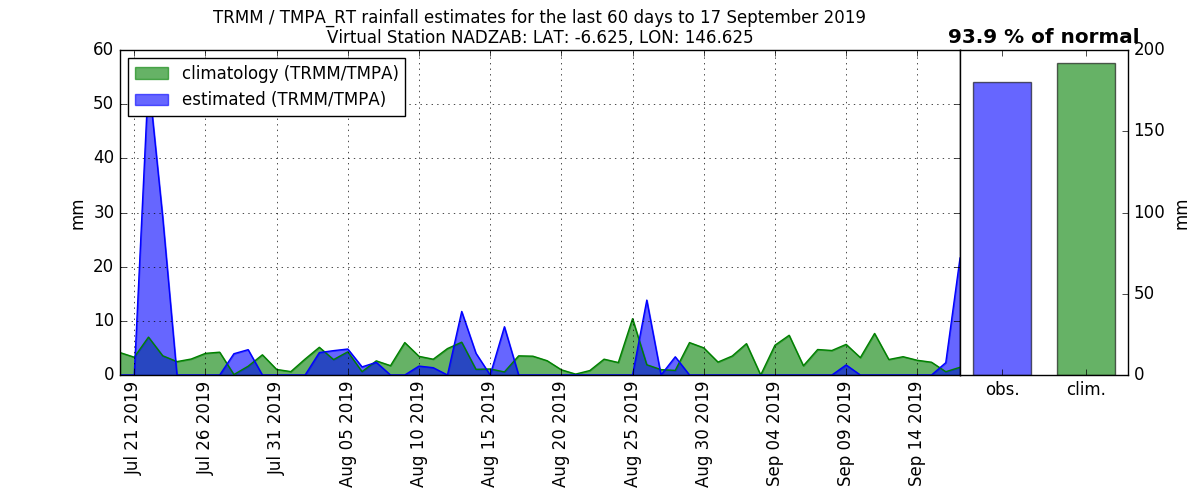 TRMM / TMPA_RT rainfall estimates for the last 60 days to 17 September 2019
Virtual Station NADZAB: LAT: -6.625, LON: 146.625
93.9 % of normal
climatology (TRMM/TMPA)
estimated (TRMM/TMPA)
60
50
40
30
20
10
0
mm
200
150
100
50
0
mm
Jul 21 2019
Jul 26 2019
Jul 31 2019
Aug 05 2019
Aug 10 2019
Aug 15 2019
Aug 20 2019
Aug 25 2019
Aug 30 2019
Sep 04 2019
Sep 09 2019
Sep 14 2019
obs.
clim.